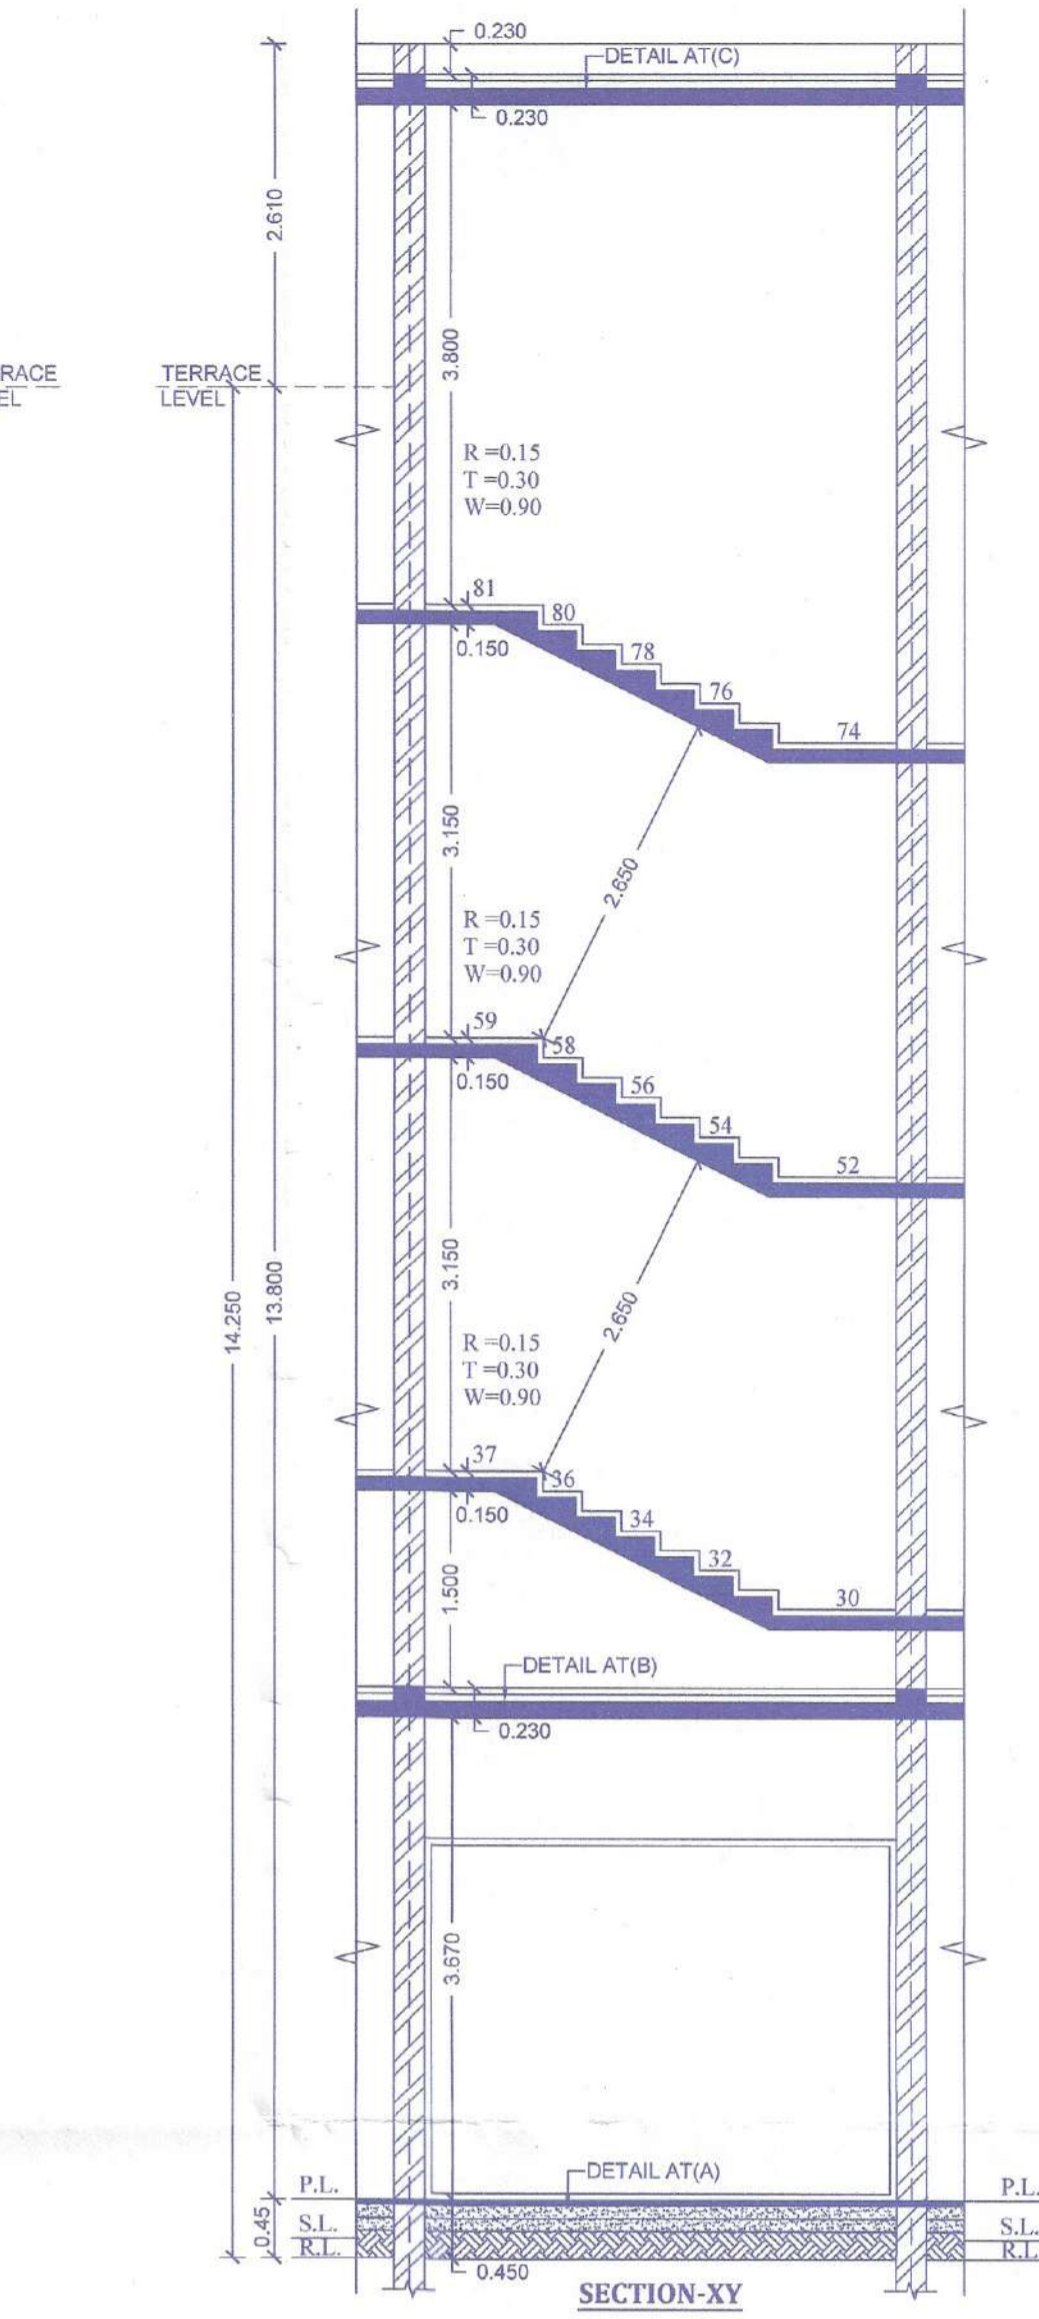 0.230
DETAIL AT(C)
0.230
2.610
3.800
RACE
EL
TERRACE
LEVEL
R =0.15
T =0.30
W=0.90
81
80
0.150
78
76
74
3.150
2.650
R =0.15
T =0.30
W=0.90
59
58
0.150
56
54
52
3.150
14.250
13.800
2.650
R =0.15
T =0.30
W=0.90
37
36
0.150
34
32
30
1.500
DETAIL AT(B)
0.230
3.670
DETAIL AT(A)
P.L.
P.L.
0.45
S.L.
S.L.
R.L.
R.L
0.450
SECTION-XY